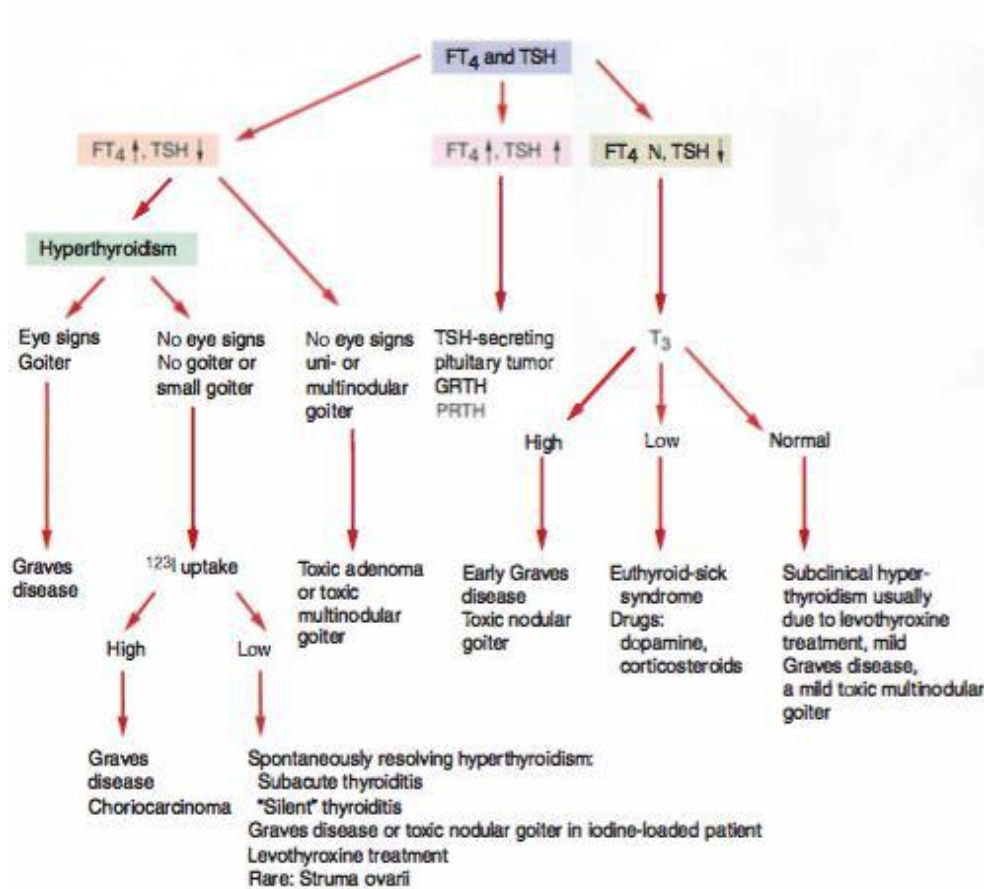 FT4 and TSH
FT4 ↑, TSH ↓
FT4 ↑, TSH ↑
FT4 N, TSH ↓
Hyperthyroidism
Eye signs
Goiter
No eye signs
No goiter or
small goiter
No eye signs
uni- or
multinodular
goiter
TSH-secreting
pituitary tumor
GRTH
PRTH
T3
High
Low
Normal
Graves
disease
123I uptake
Toxic adenoma
or toxic
multinodular
goiter
Early Graves
disease
Toxic nodular
goiter
Euthyroid-sick
syndrome
Drugs:
dopamine,
corticosteroids
Subclinical hyper-
thyroidism usually
due to levothyroxine
treatment, mild
Graves disease,
a mild toxic multinodular
goiter
High
Low
Graves
disease
Choriocarcinoma
Spontaneously resolving hyperthyroidism:
Subacute thyroiditis
"Silent" thyroiditis
Graves disease or toxic nodular goiter in iodine-loaded patient
Levothyroxine treatment
Rare: Struma ovarii